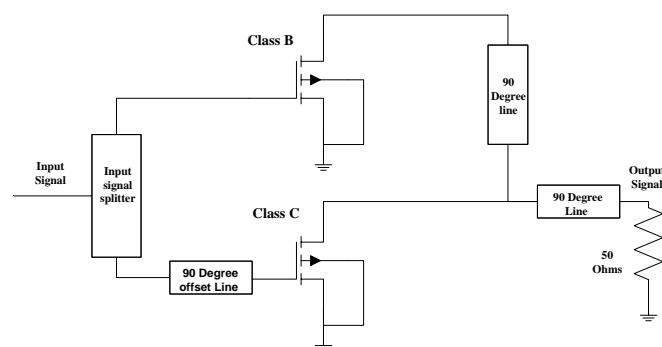 Class B
90
Degree
line
Input
Signal
Input
signal
splitter
Output
Signal
Class C
90 Degree
Line
90 Degree
offset Line
50
Ohms